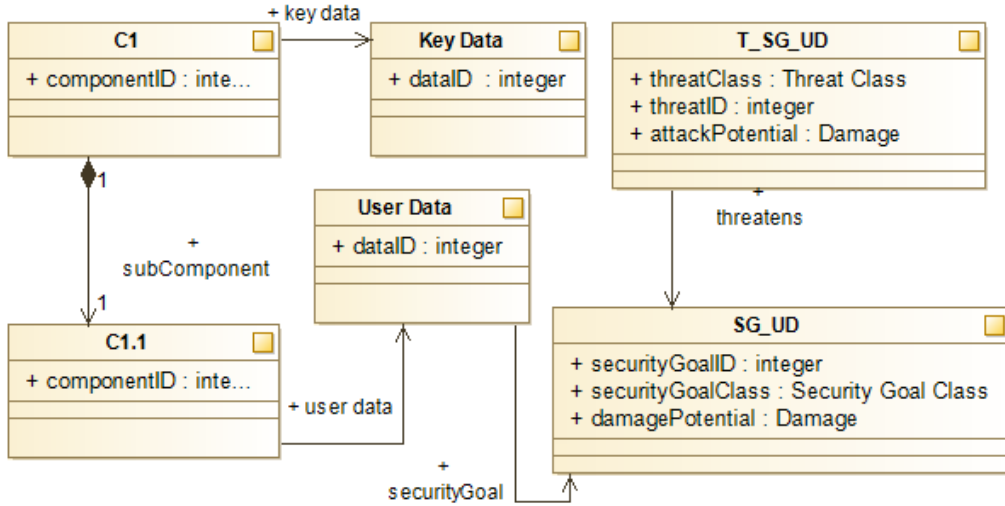 C1
+ componentID : inte...
+ key data
Key Data
+ dataID : integer
T_SG_UD
+ threatClass : Threat Class
+ threatID : integer
+ attackPotential : Damage
1
+
subComponent
1
User Data
+ dataID : integer
+
threatens
C1.1
+ componentID : inte...
+ user data
SG_UD
+ securityGoalID : integer
+ securityGoalClass : Security Goal Class
+ damagePotential : Damage
+
securityGoal